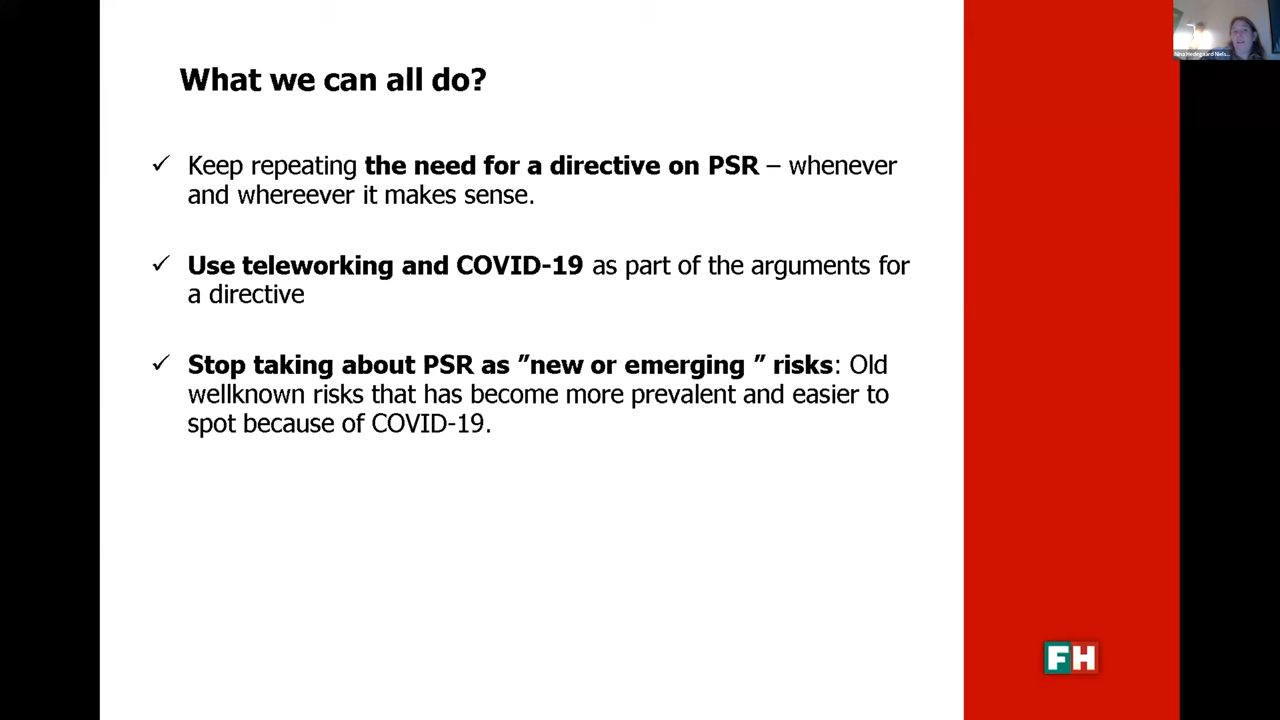 What we can all do?
✓ Keep repeating the need for a directive on PSR – whenever
and whereever it makes sense.
✓ Use teleworking and COVID-19 as part of the arguments for
a directive
✓ Stop taking about PSR as ”new or emerging ” risks: Old
wellknown risks that has become more prevalent and easier to
spot because of COVID-19.
FH